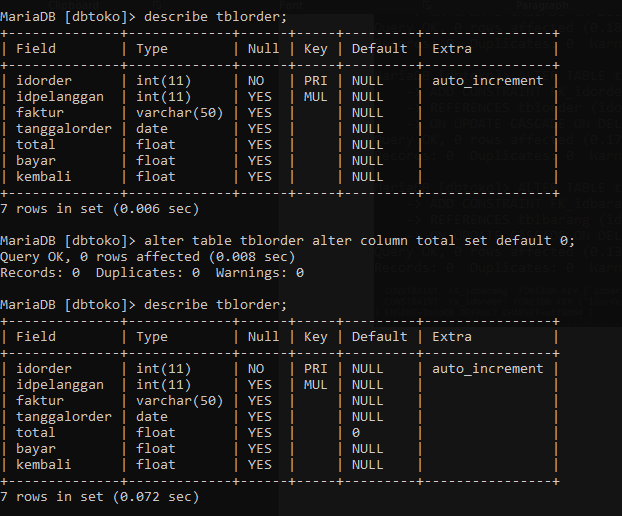 MariaDB [dbtoko]> describe tblorder;
+--------------+-------------+------+-----+---------+----------------+
| Field        | Type        | Null | Key | Default | Extra          |
+--------------+-------------+------+-----+---------+----------------+
| idorder      | int(11)     | NO   | PRI | NULL    | auto_increment |
| idpelanggan  | int(11)     | YES  | MUL | NULL    |                |
| faktur       | varchar(50) | YES  |     | NULL    |                |
| tanggalorder | date        | YES  |     | NULL    |                |
| total        | float       | YES  |     | NULL    |                |
| bayar        | float       | YES  |     | NULL    |                |
| kembali      | float       | YES  |     | NULL    |                |
+--------------+-------------+------+-----+---------+----------------+
7 rows in set (0.006 sec)
MariaDB [dbtoko]> alter table tblorder alter column total set default 0;
Query OK, 0 rows affected (0.008 sec)
Records: 0  Duplicates: 0  Warnings: 0
MariaDB [dbtoko]> describe tblorder;
+--------------+-------------+------+-----+---------+----------------+
| Field        | Type        | Null | Key | Default | Extra          |
+--------------+-------------+------+-----+---------+----------------+
| idorder      | int(11)     | NO   | PRI | NULL    | auto_increment |
| idpelanggan  | int(11)     | YES  | MUL | NULL    |                |
| faktur       | varchar(50) | YES  |     | NULL    |                |
| tanggalorder | date        | YES  |     | NULL    |                |
| total        | float       | YES  |     | 0       |                |
| bayar        | float       | YES  |     | NULL    |                |
| kembali      | float       | YES  |     | NULL    |                |
+--------------+-------------+------+-----+---------+----------------+
7 rows in set (0.072 sec)